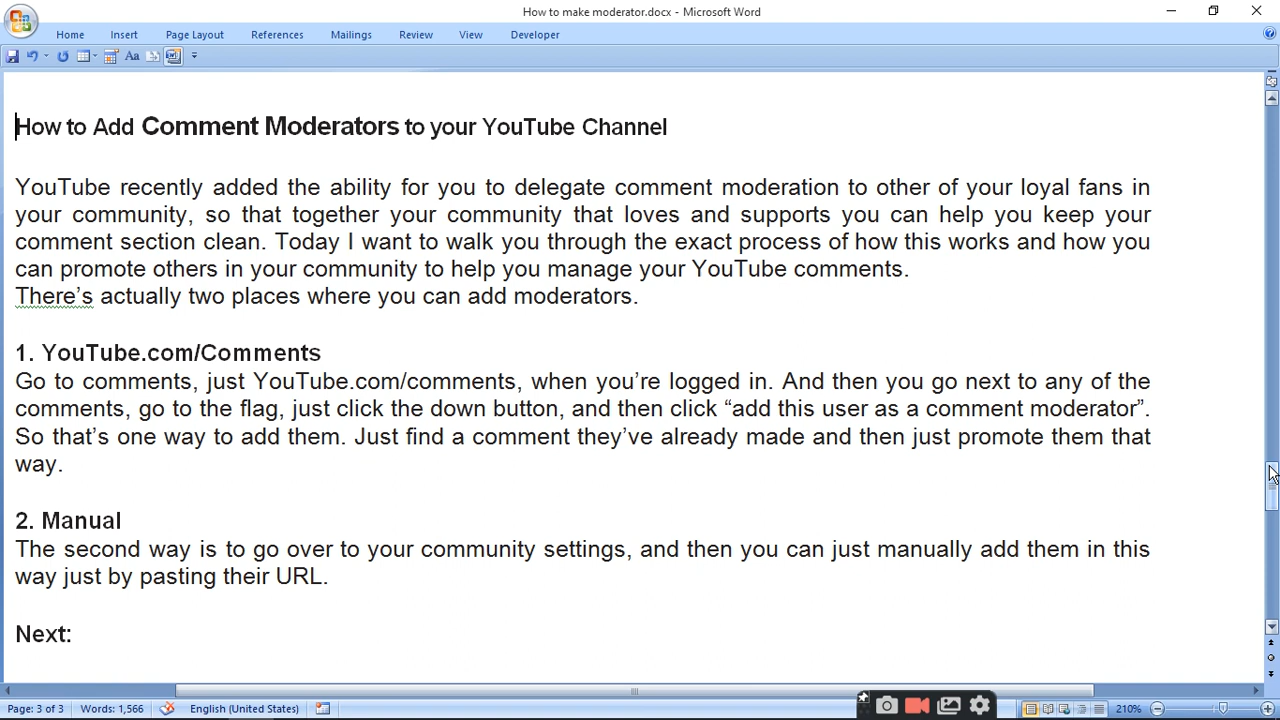 How to make moderator.docx - Microsoft Word
Home Insert Page Layout References Mailings Review View Developer
Aa
How to Add Comment Moderators to your YouTube Channel
YouTube recently added the ability for you to delegate comment moderation to other of your loyal fans in
your community, so that together your community that loves and supports you can help you keep your
comment section clean. Today I want to walk you through the exact process of how this works and how you
can promote others in your community to help you manage your YouTube comments.
There’s actually two places where you can add moderators.
1. YouTube.com/Comments
Go to comments, just YouTube.com/comments, when you’re logged in. And then you go next to any of the
comments, go to the flag, just click the down button, and then click “add this user as a comment moderator”.
So that’s one way to add them. Just find a comment they’ve already made and then just promote them that
way.
2. Manual
The second way is to go over to your community settings, and then you can just manually add them in this
way just by pasting their URL.
Next:
Page: 3 of 3 Words: 1,566 English (United States) 210%